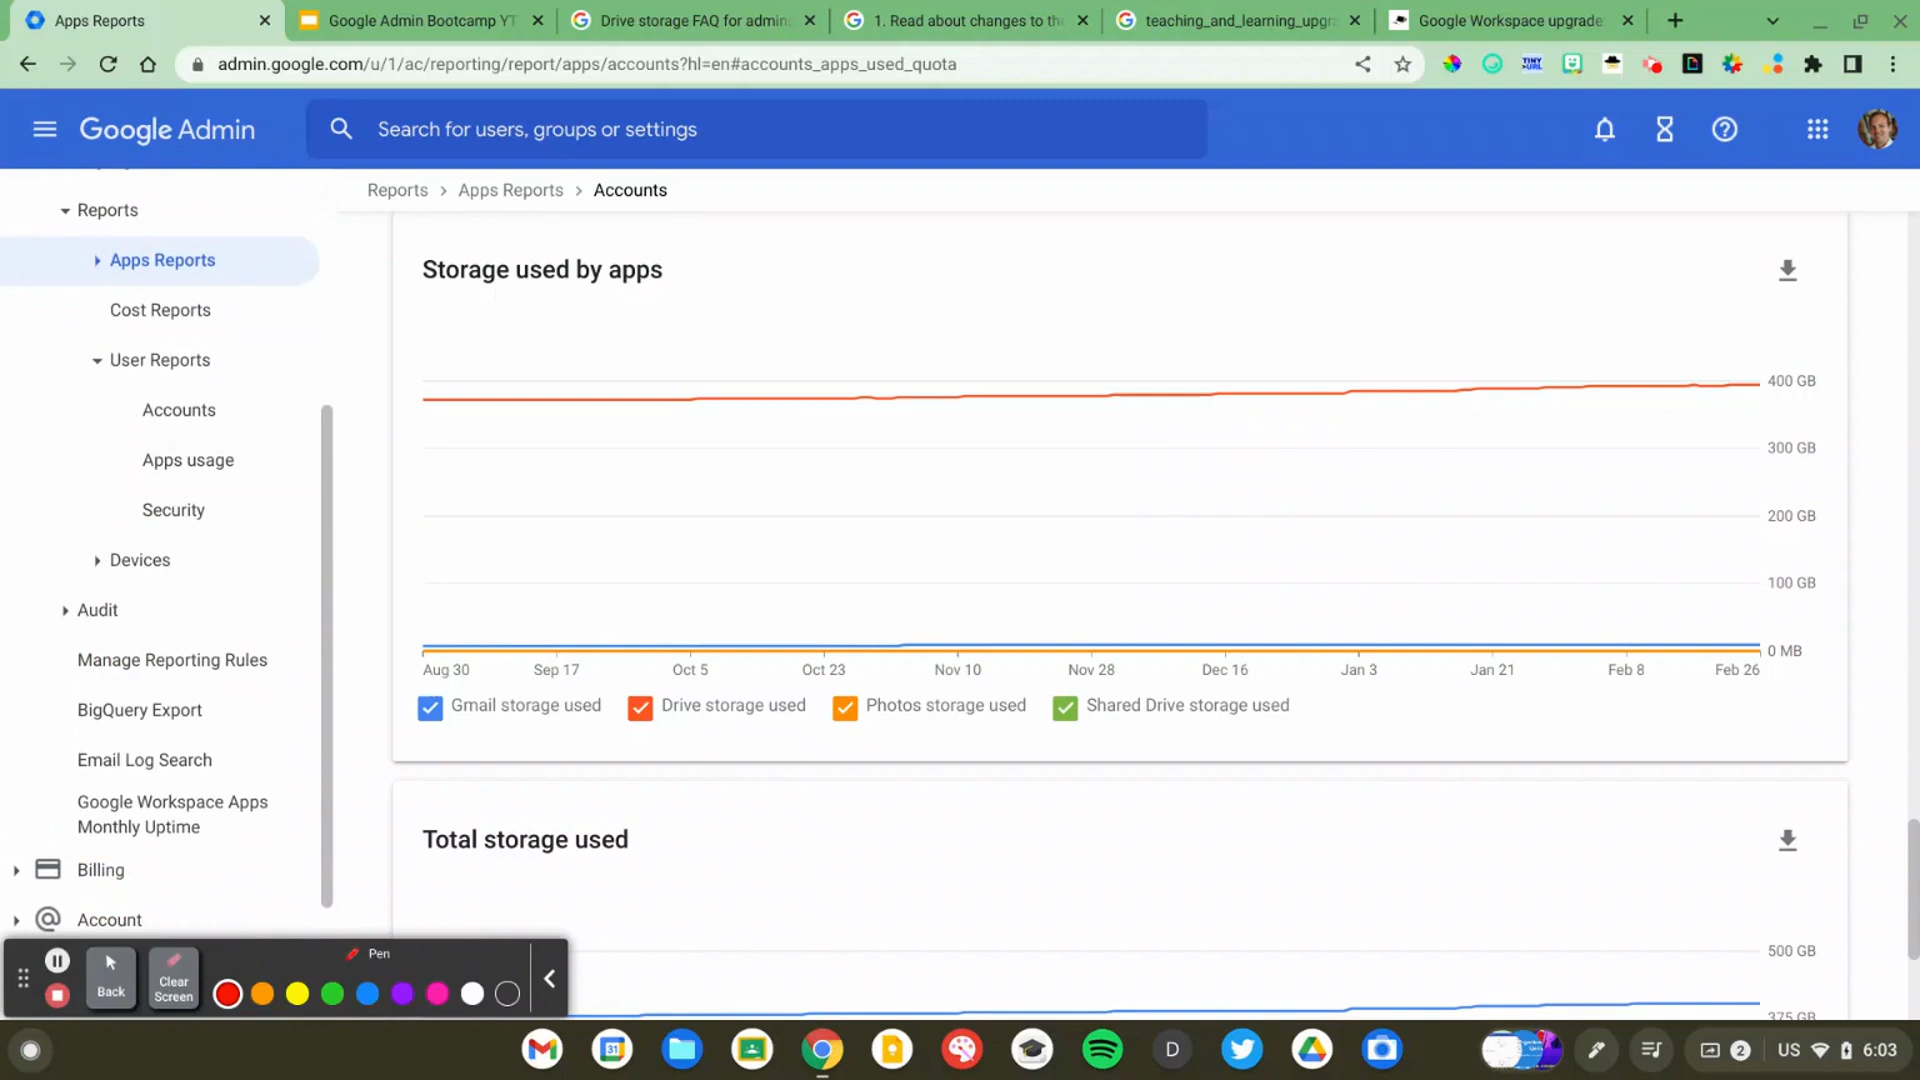 Apps Reports
Google Admin Bootcamp YT
Drive storage FAQ for admin
1. Read about changes to th
teaching_and_learning_upgr
Google Workspace upgrade
admin.google.com/u/1/ac/reporting/report/apps/accounts?hl=en#accounts_apps_used_quota
TINY
URL
Google Admin
Search for users, groups or settings
Reports > Apps Reports > Accounts
Reports
Apps Reports
Cost Reports
User Reports
Accounts
Apps usage
Security
Devices
Audit
Manage Reporting Rules
BigQuery Export
Email Log Search
Google Workspace Apps
Monthly Uptime
Billing
Account
Storage used by apps
400 GB
300 GB
200 GB
100 GB
0 MB
Aug 30 Sep 17 Oct 5 Oct 23 Nov 10 Nov 28 Dec 16 Jan 3 Jan 21 Feb 8 Feb 26
Gmail storage used Drive storage used Photos storage used Shared Drive storage used
Total storage used
500 GB
375 GB
Pen
Back
Clear
Screen
31
D
2
US
6:03